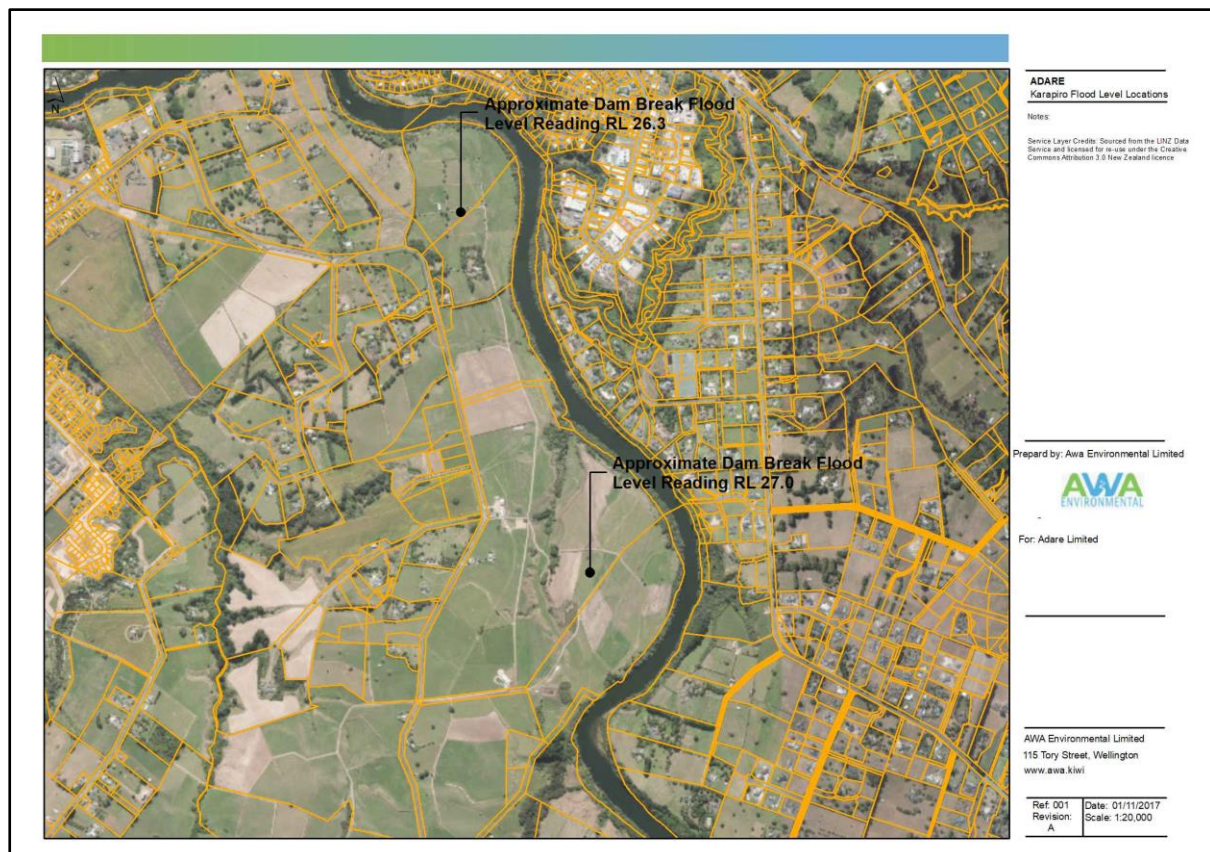 N
Approximate Dam Break Flood
Level Reading RL 26.3
Approximate Dam Break Flood
Level Reading RL 27.0
ADARE
Karapiro Flood Level Locations
Notes:
Service Layer Credits: Sourced from the LINZ Data
Service and licensed for re-use under the Creative
Commons Attribution 3.0 New Zealand licence
Prepard by: Awa Environmental Limited
AWA
ENVIRONMENTAL
-
For: Adare Limited
AWA Environmental Limited
115 Tory Street, Wellington
www.awa.kiwi
Ref: 001
Revision:
A
Date: 01/11/2017
Scale: 1:20,000